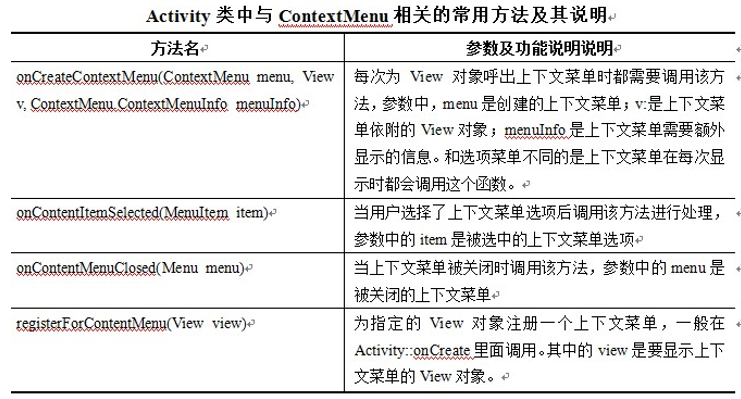 Activity 类中与 ContextMenu 相关的常用方法及其说明
方法名
参数及功能说明说明
onCreateContextMenu(ContextMenu menu, View
v, ContextMenu.ContextMenuInfo menuInfo)
每次为 View 对象呼出上下文菜单时都需要调用该方
法，参数中，menu 是创建的上下文菜单；v:是上下文菜
单依附的 View 对象；menuInfo 是上下文菜单需要额外
显示的信息。和选项菜单不同的是上下文菜单在每次显
示时都会调用这个函数。
onContentItemSelected(MenuItem item)
当用户选择了上下文菜单选项后调用该方法进行处理，
参数中的 item 是被选中的上下文菜单选项
onContentMenuClosed(Menu menu)
当上下文菜单被关闭时调用该方法，参数中的 menu 是
被关闭的上下文菜单
registerForContentMenu(View view)
为指定的 View 对象注册一个上下文菜单，一般在
Activity::onCreate 里面调用。其中的 view 是要显示上下
文菜单的 View 对象。